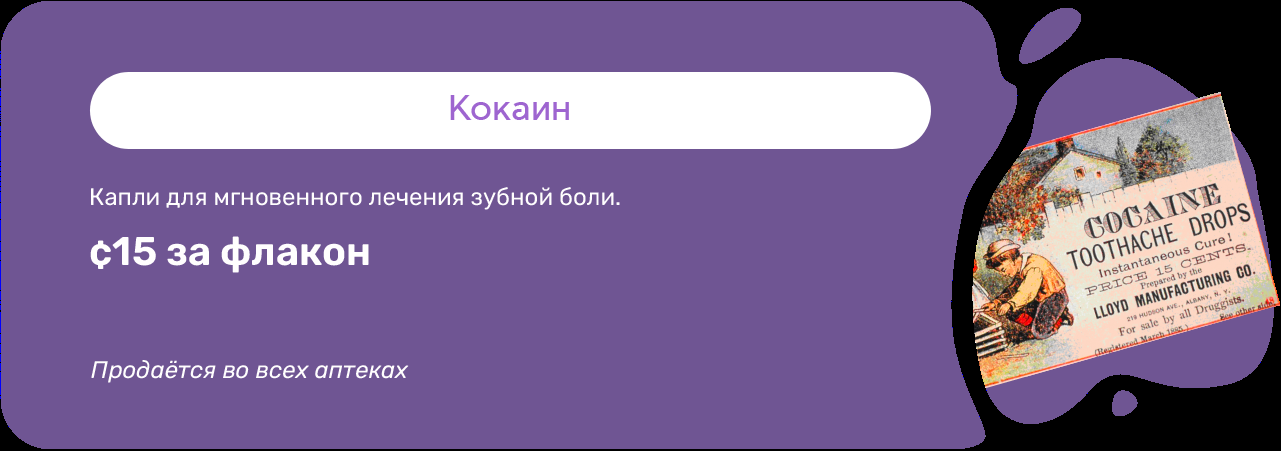 Кокаин
Капли для мгновенного лечения зубной боли.
¢15 за флакон
Продаётся во всех аптеках
COCAINE
TOOTHACHE DROPS
Instantaneous Cure!
PRICE 15 CENTS.
Prepared by the
LLOYD MANUFACTURING CO.
219 HUDSON AVE., ALBANY, N. Y.
For sale by all Druggists.
(Registered March 1885.) See other side